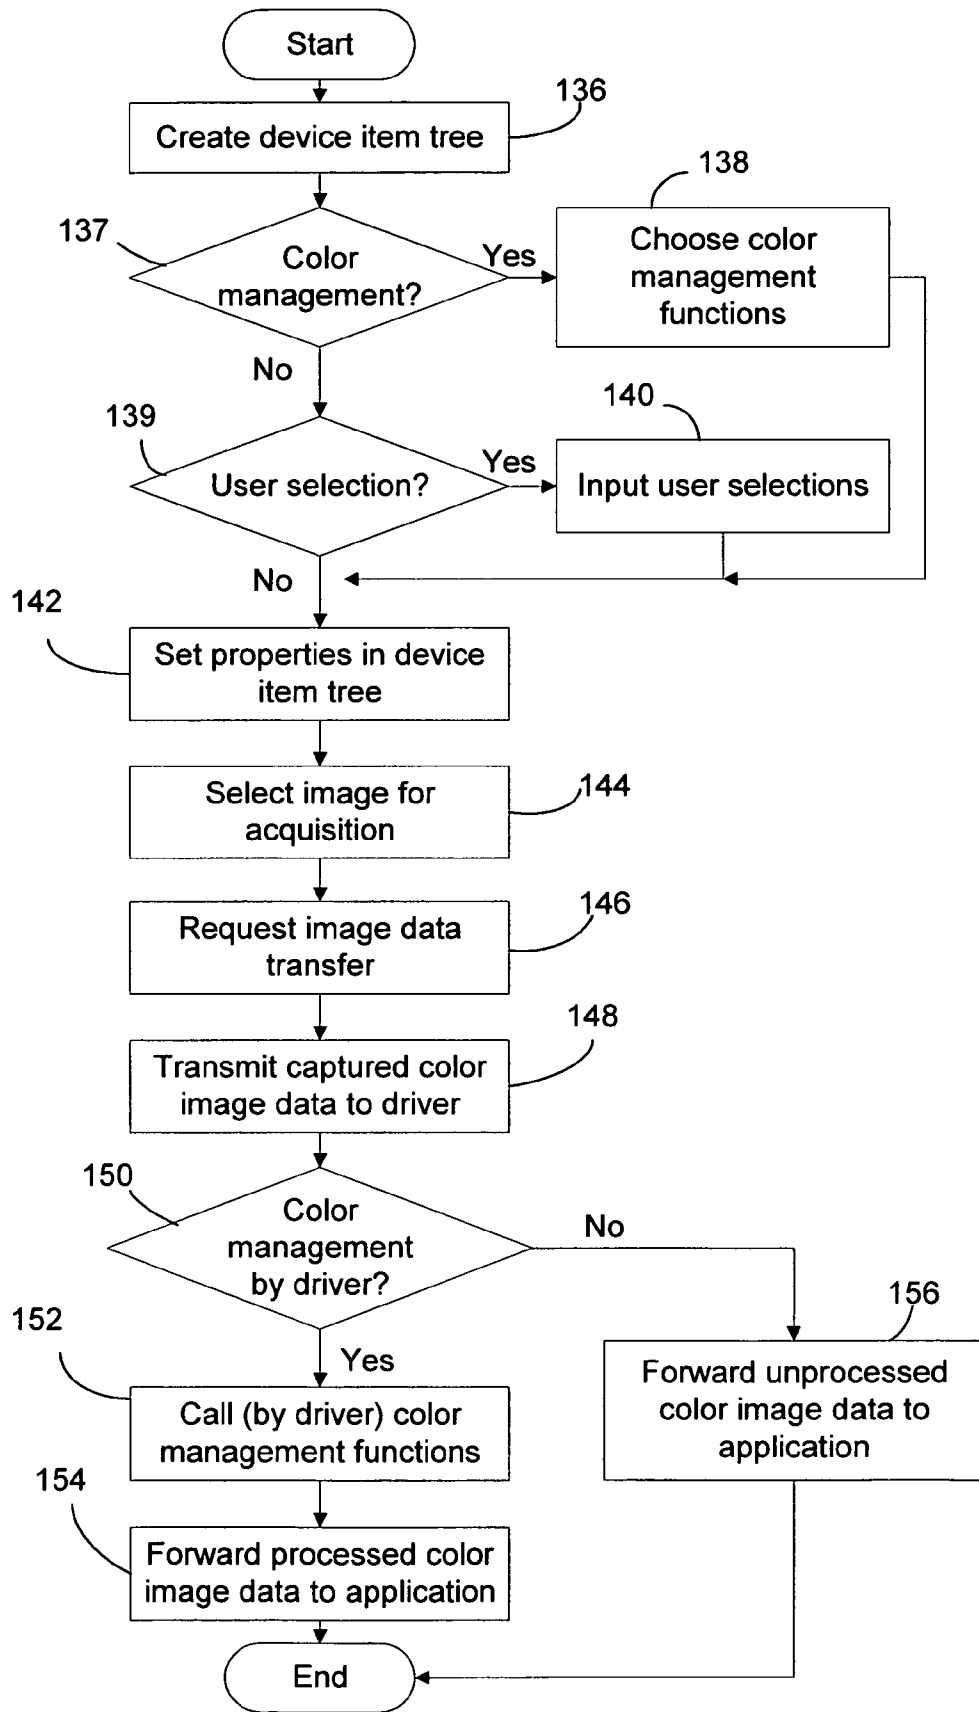 Start
136
Create device item tree
138
137
Color
management?
Yes
Choose color
management
functions
No
139
140
User selection?
Yes
Input user selections
No
142
Set properties in device
item tree
144
Select image for
acquisition
146
Request image data
transfer
148
Transmit captured color
image data to driver
150
Color
management
by driver?
No
152
156
Yes
Call (by driver) color
management functions
Forward unprocessed
color image data to
application
154
Forward processed color
image data to application
End